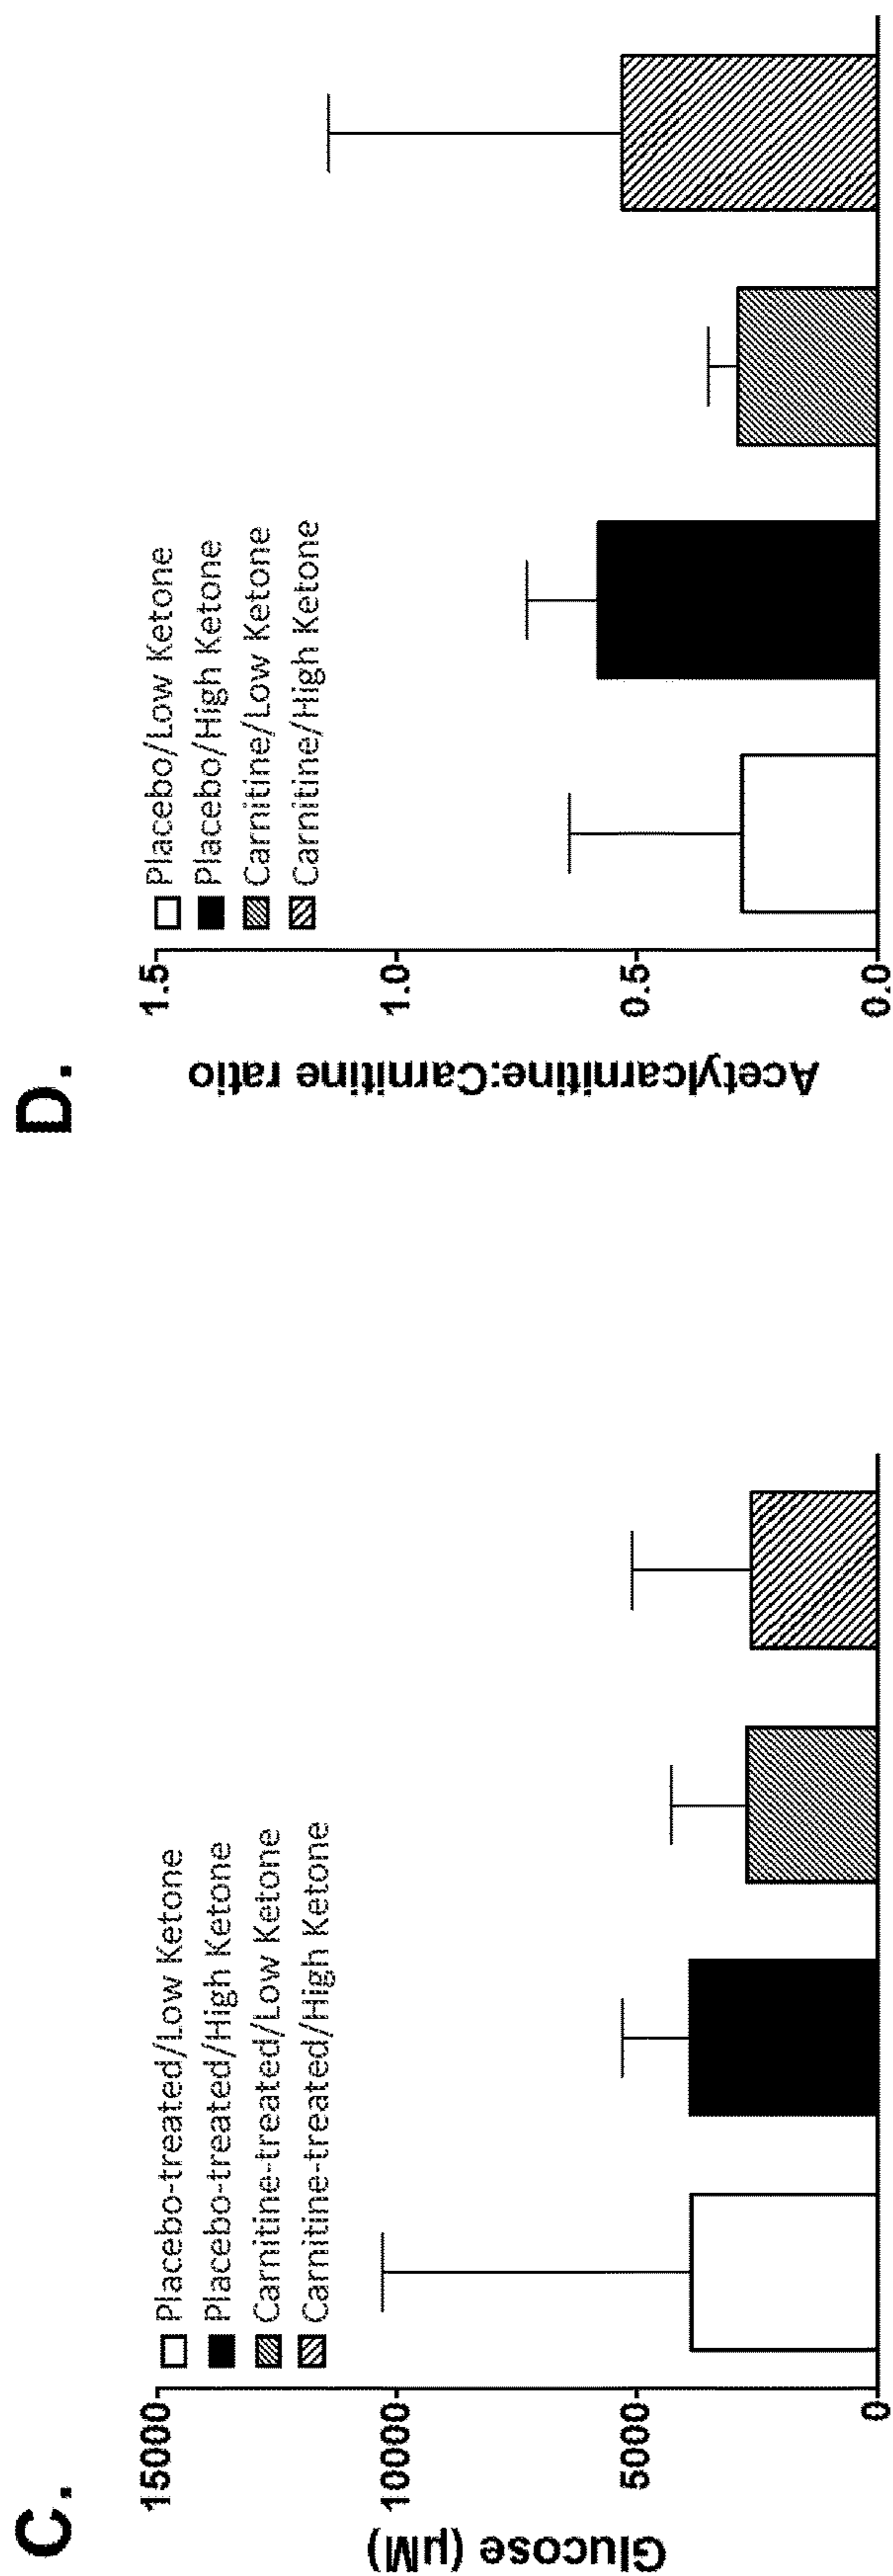 C.
Glucose (μM)
15000
10000
5000
0
Placebo-treated/Low Ketone
Placebo-treated/High Ketone
Carnitine-treated/Low Ketone
Carnitine-treated/High Ketone
D.
Acetylcarnitine:Carnitine ratio
1.5
1.0
0.5
0.0
Placebo/Low Ketone
Placebo/High Ketone
Carnitine/Low Ketone
Carnitine/High Ketone